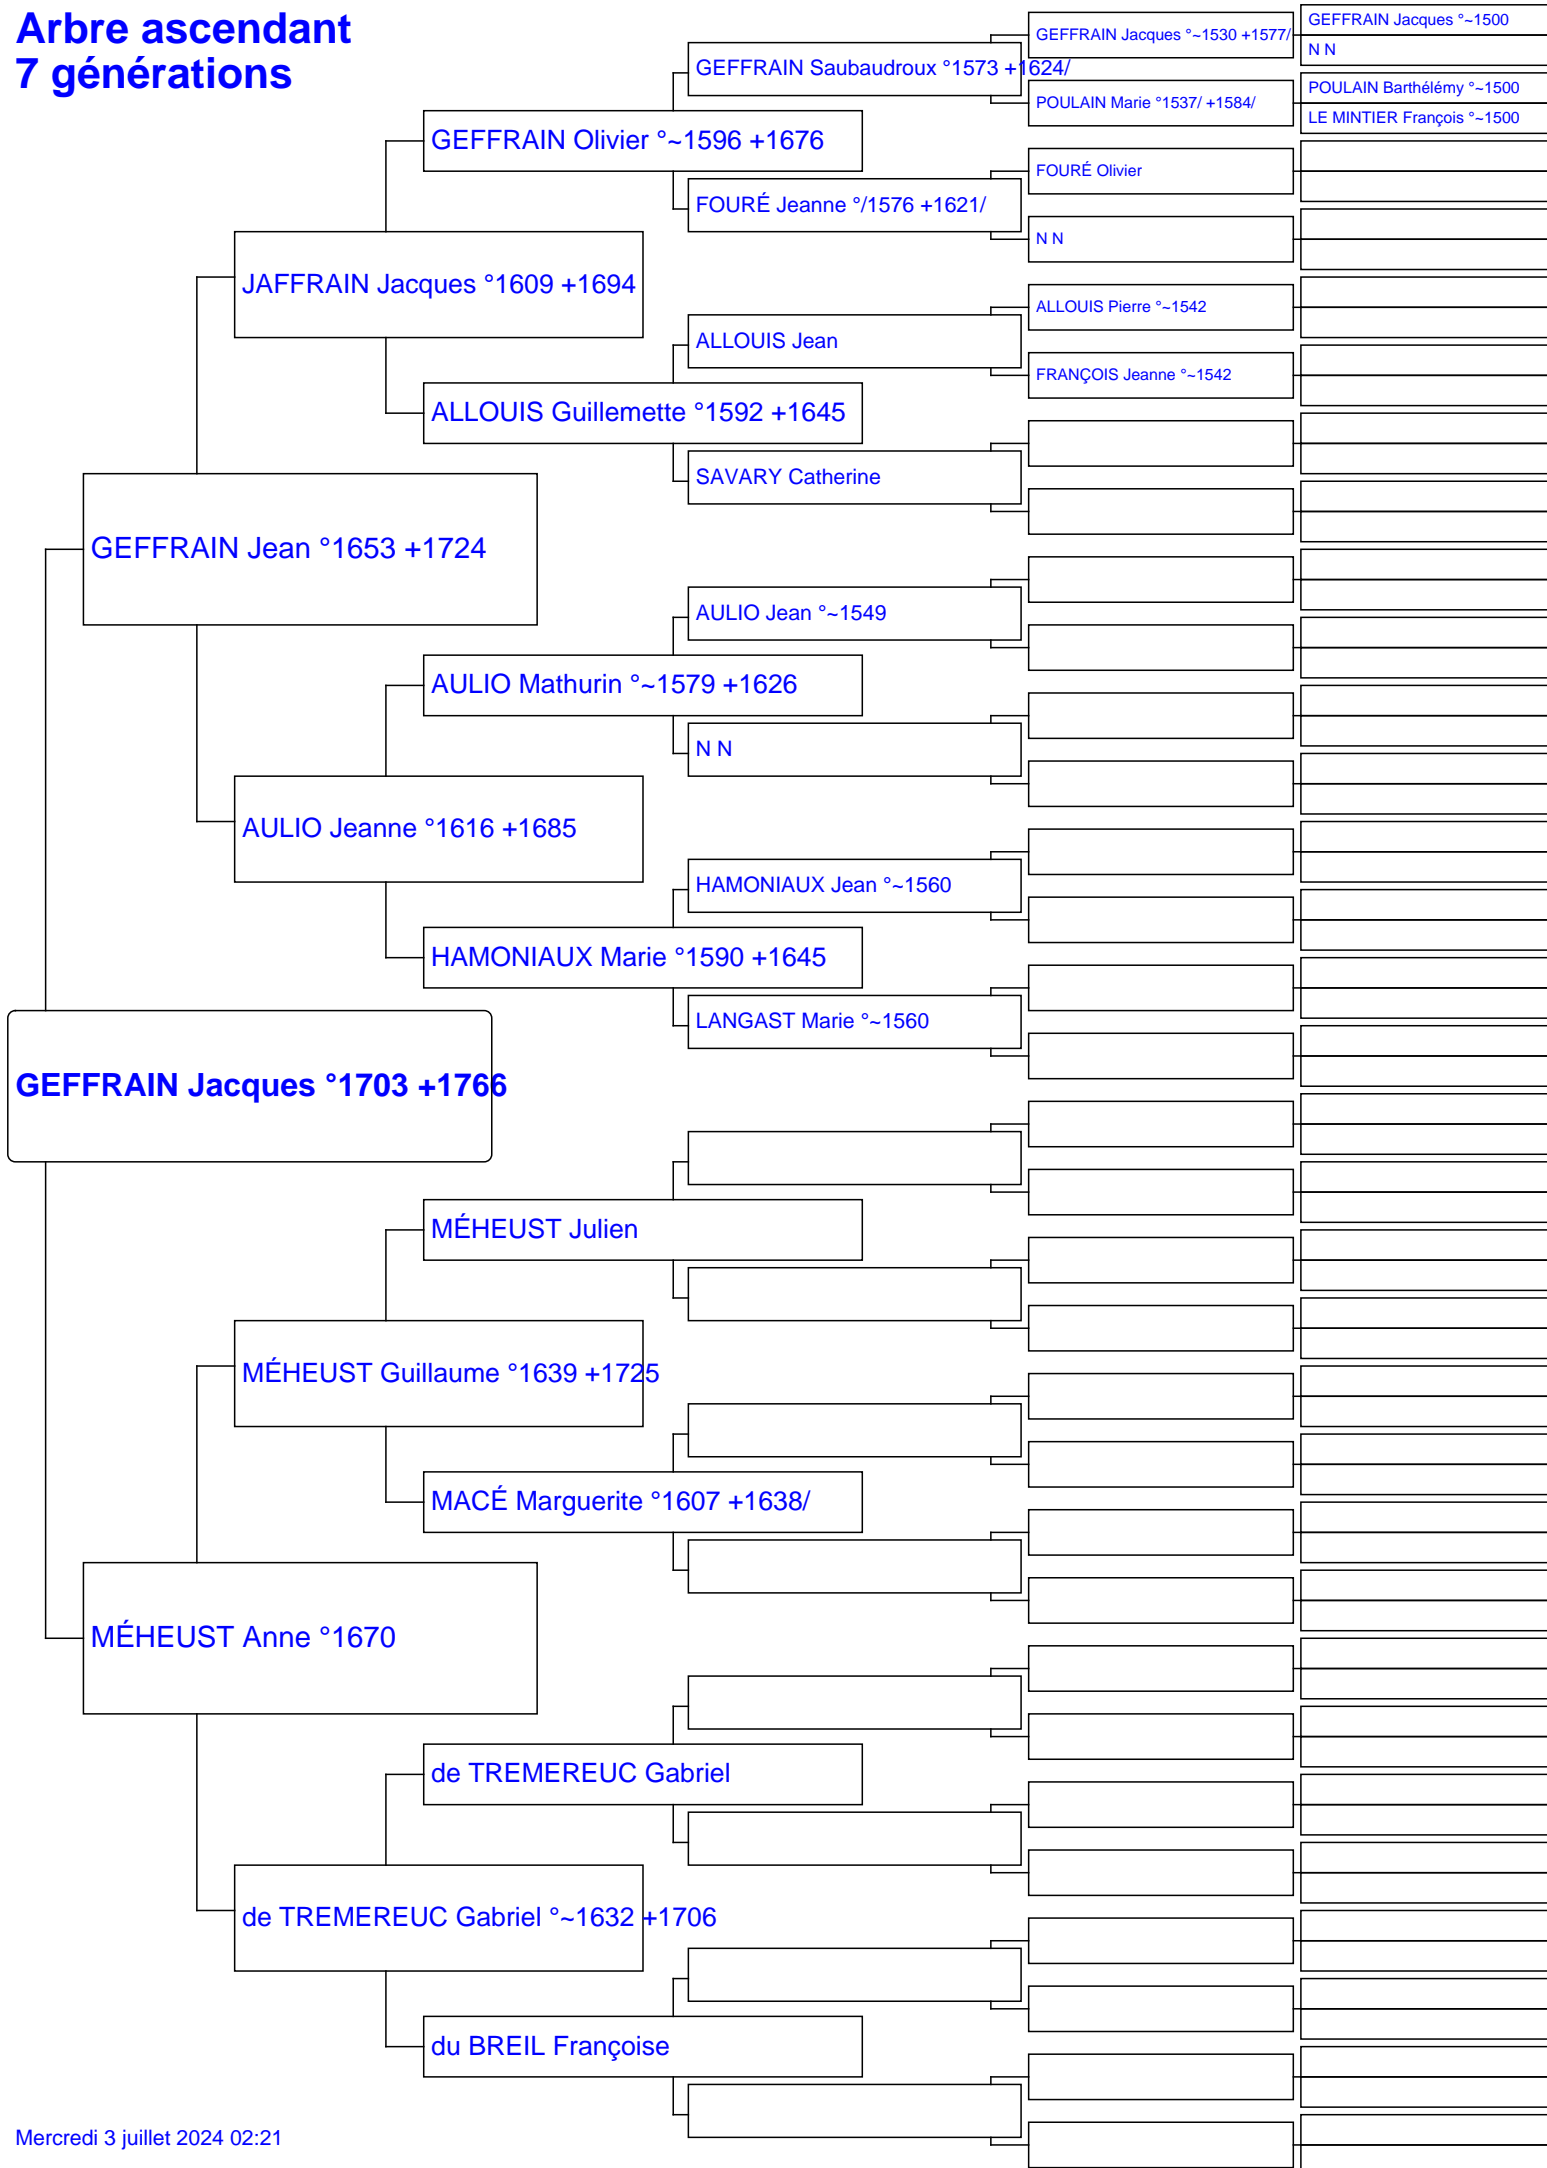 Arbre ascendant
7 générations
GEFFRAIN Jacques °1703 +1766
GEFFRAIN Jean °1653 +1724
MÉHEUST Anne °1670
JAFFRAIN Jacques °1609 +1694
AULIO Jeanne °1616 +1685
MÉHEUST Guillaume °1639 +1725
de TREMEREUC Gabriel °~1632 +1706
GEFFRAIN Olivier °~1596 +1676
ALLOUIS Guillemette °1592 +1645
AULIO Mathurin °~1579 +1626
HAMONIAUX Marie °1590 +1645
MÉHEUST Julien
MACÉ Marguerite °1607 +1638/
de TREMEREUC Gabriel
du BREIL Françoise
GEFFRAIN Saubaudroux °1573 +1624/
FOURÉ Jeanne °/1576 +1621/
ALLOUIS Jean
SAVARY Catherine
AULIO Jean °~1549
N N
HAMONIAUX Jean °~1560
LANGAST Marie °~1560
GEFFRAIN Jacques °~1530 +1577/
POULAIN Marie °1537/ +1584/
FOURÉ Olivier
N N
ALLOUIS Pierre °~1542
FRANÇOIS Jeanne °~1542
GEFFRAIN Jacques °~1500
N N
POULAIN Barthélémy °~1500
LE MINTIER François °~1500
Mercredi 3 juillet 2024 02:21